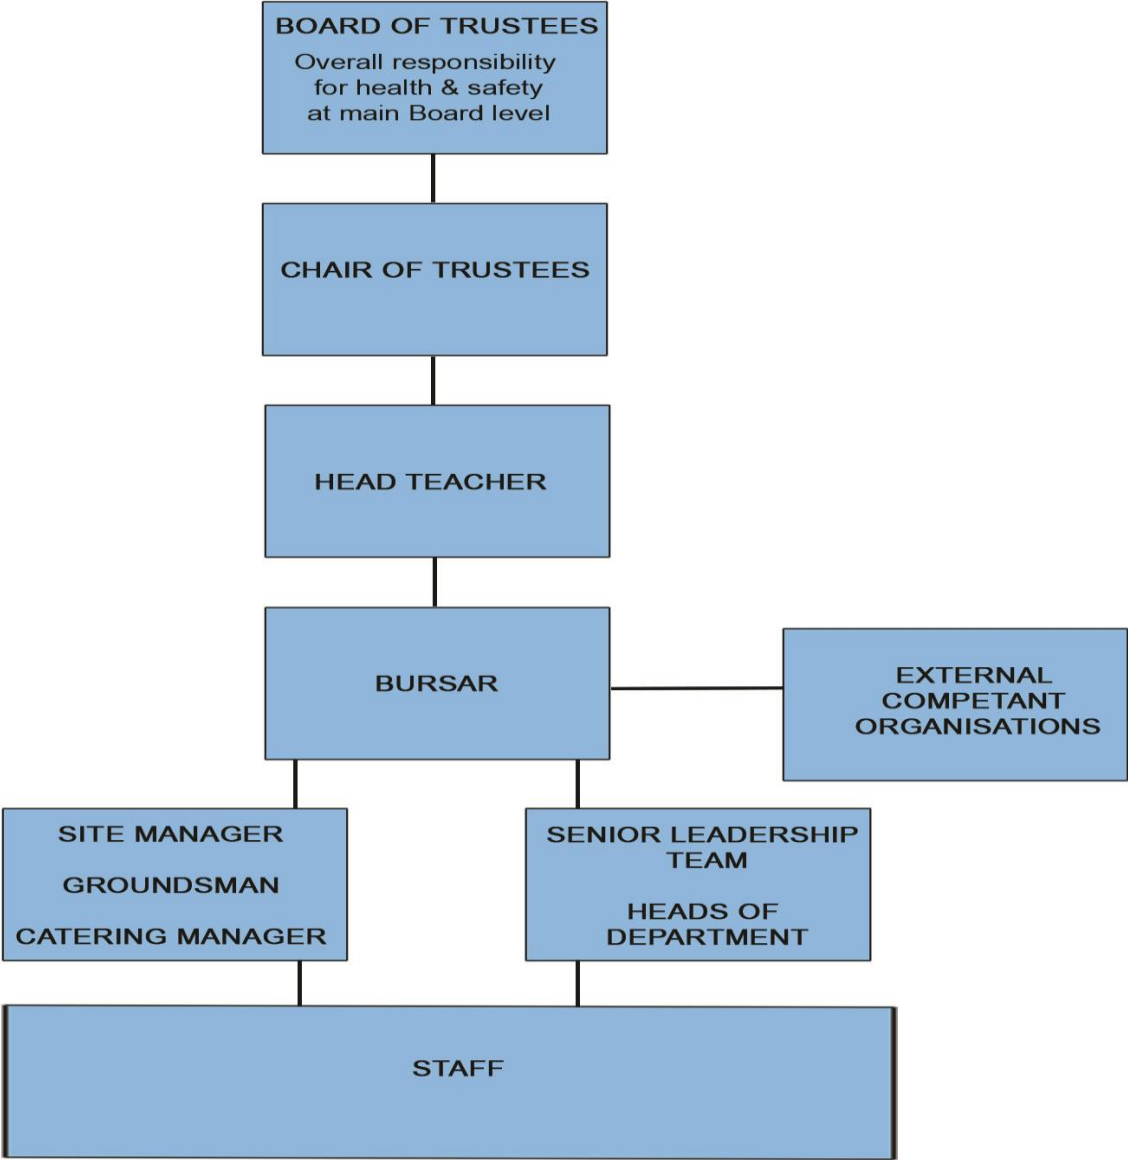 BOARD OF TRUSTEES
Overall responsibility
for health & safety
at main Board level
CHAIR OF TRUSTEES
HEAD TEACHER
BURSAR
EXTERNAL
COMPETANT
ORGANISATIONS
SITE MANAGER
GROUNDSMAN
CATERING MANAGER
SENIOR LEADERSHIP
TEAM
HEADS OF
DEPARTMENT
STAFF